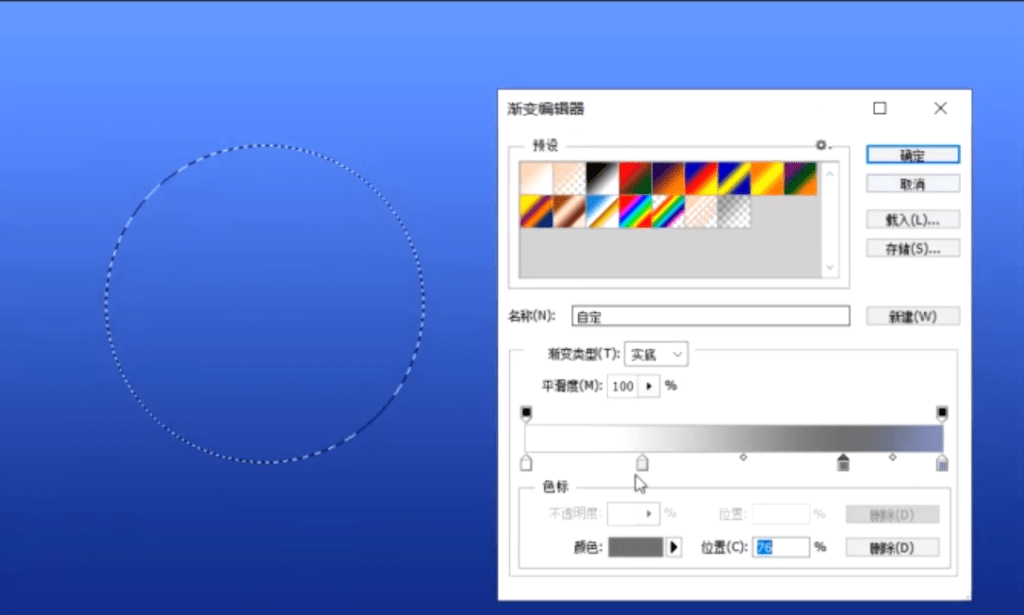 渐变编辑器
预设
确定
取消
载入(L)...
存储(S)...
名称(N): 自定
新建(W)
渐变类型(T): 实底
平滑度(M): 100 %
色标
不透明度: % 位置: % 删除(D)
颜色: 位置(C): 76 % 删除(D)